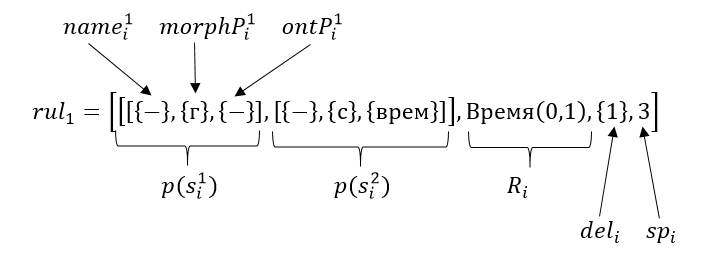 name_i^1 morphP_i^1 ontP_i^1
rul_1 = [[[{−}, {г}, {−}], [{−}, {с}, {врем}]], Время(0,1), {1}, 3]
p(s_i^1) p(s_i^2) R_i
del_i sp_i